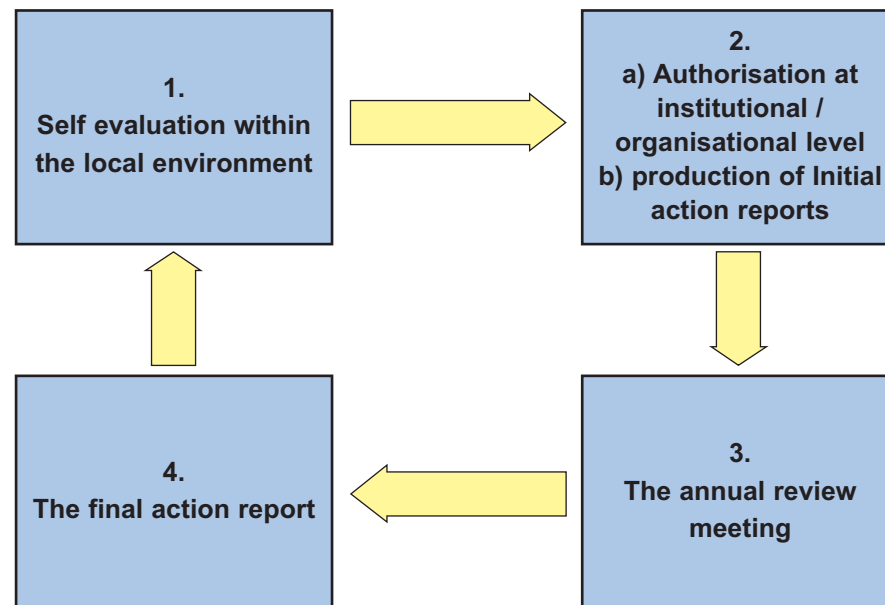 1.
Self evaluation within
the local environment
2.
a) Authorisation at
institutional /
organisational level
b) production of Initial
action reports
3.
The annual review
meeting
4.
The final action report